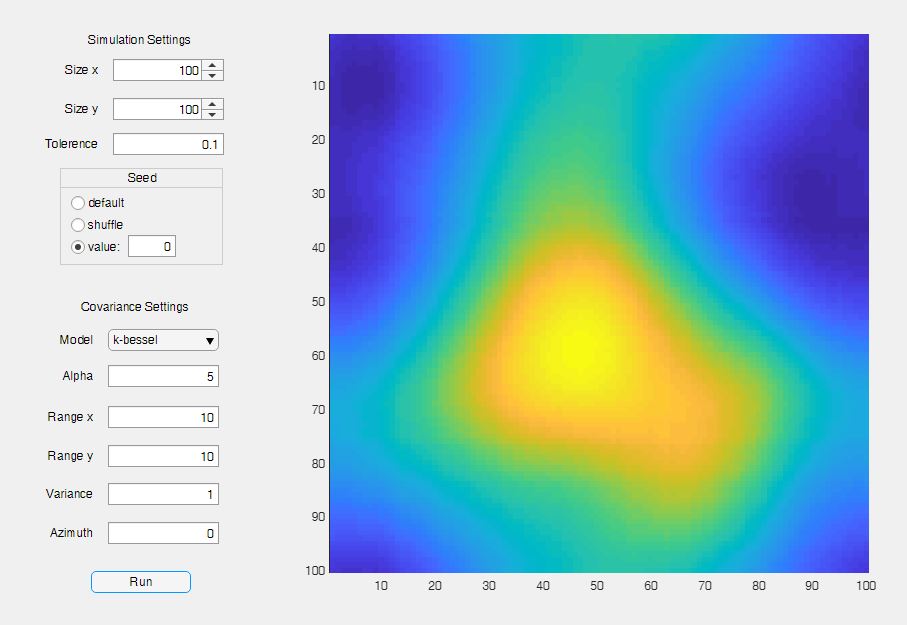 Simulation Settings
Size x 100
Size y 100
Tolerence 0.1
Seed
default
shuffle
value: 0
Covariance Settings
Model k-bessel
Alpha 5
Range x 10
Range y 10
Variance 1
Azimuth 0
Run
10
20
30
40
50
60
70
80
90
100
10 20 30 40 50 60 70 80 90 100